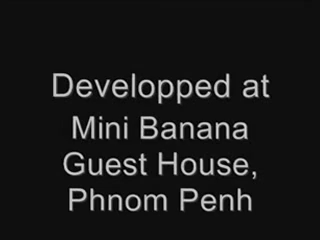 Developped at
Mini Banana
Guest House,
Phnom Penh